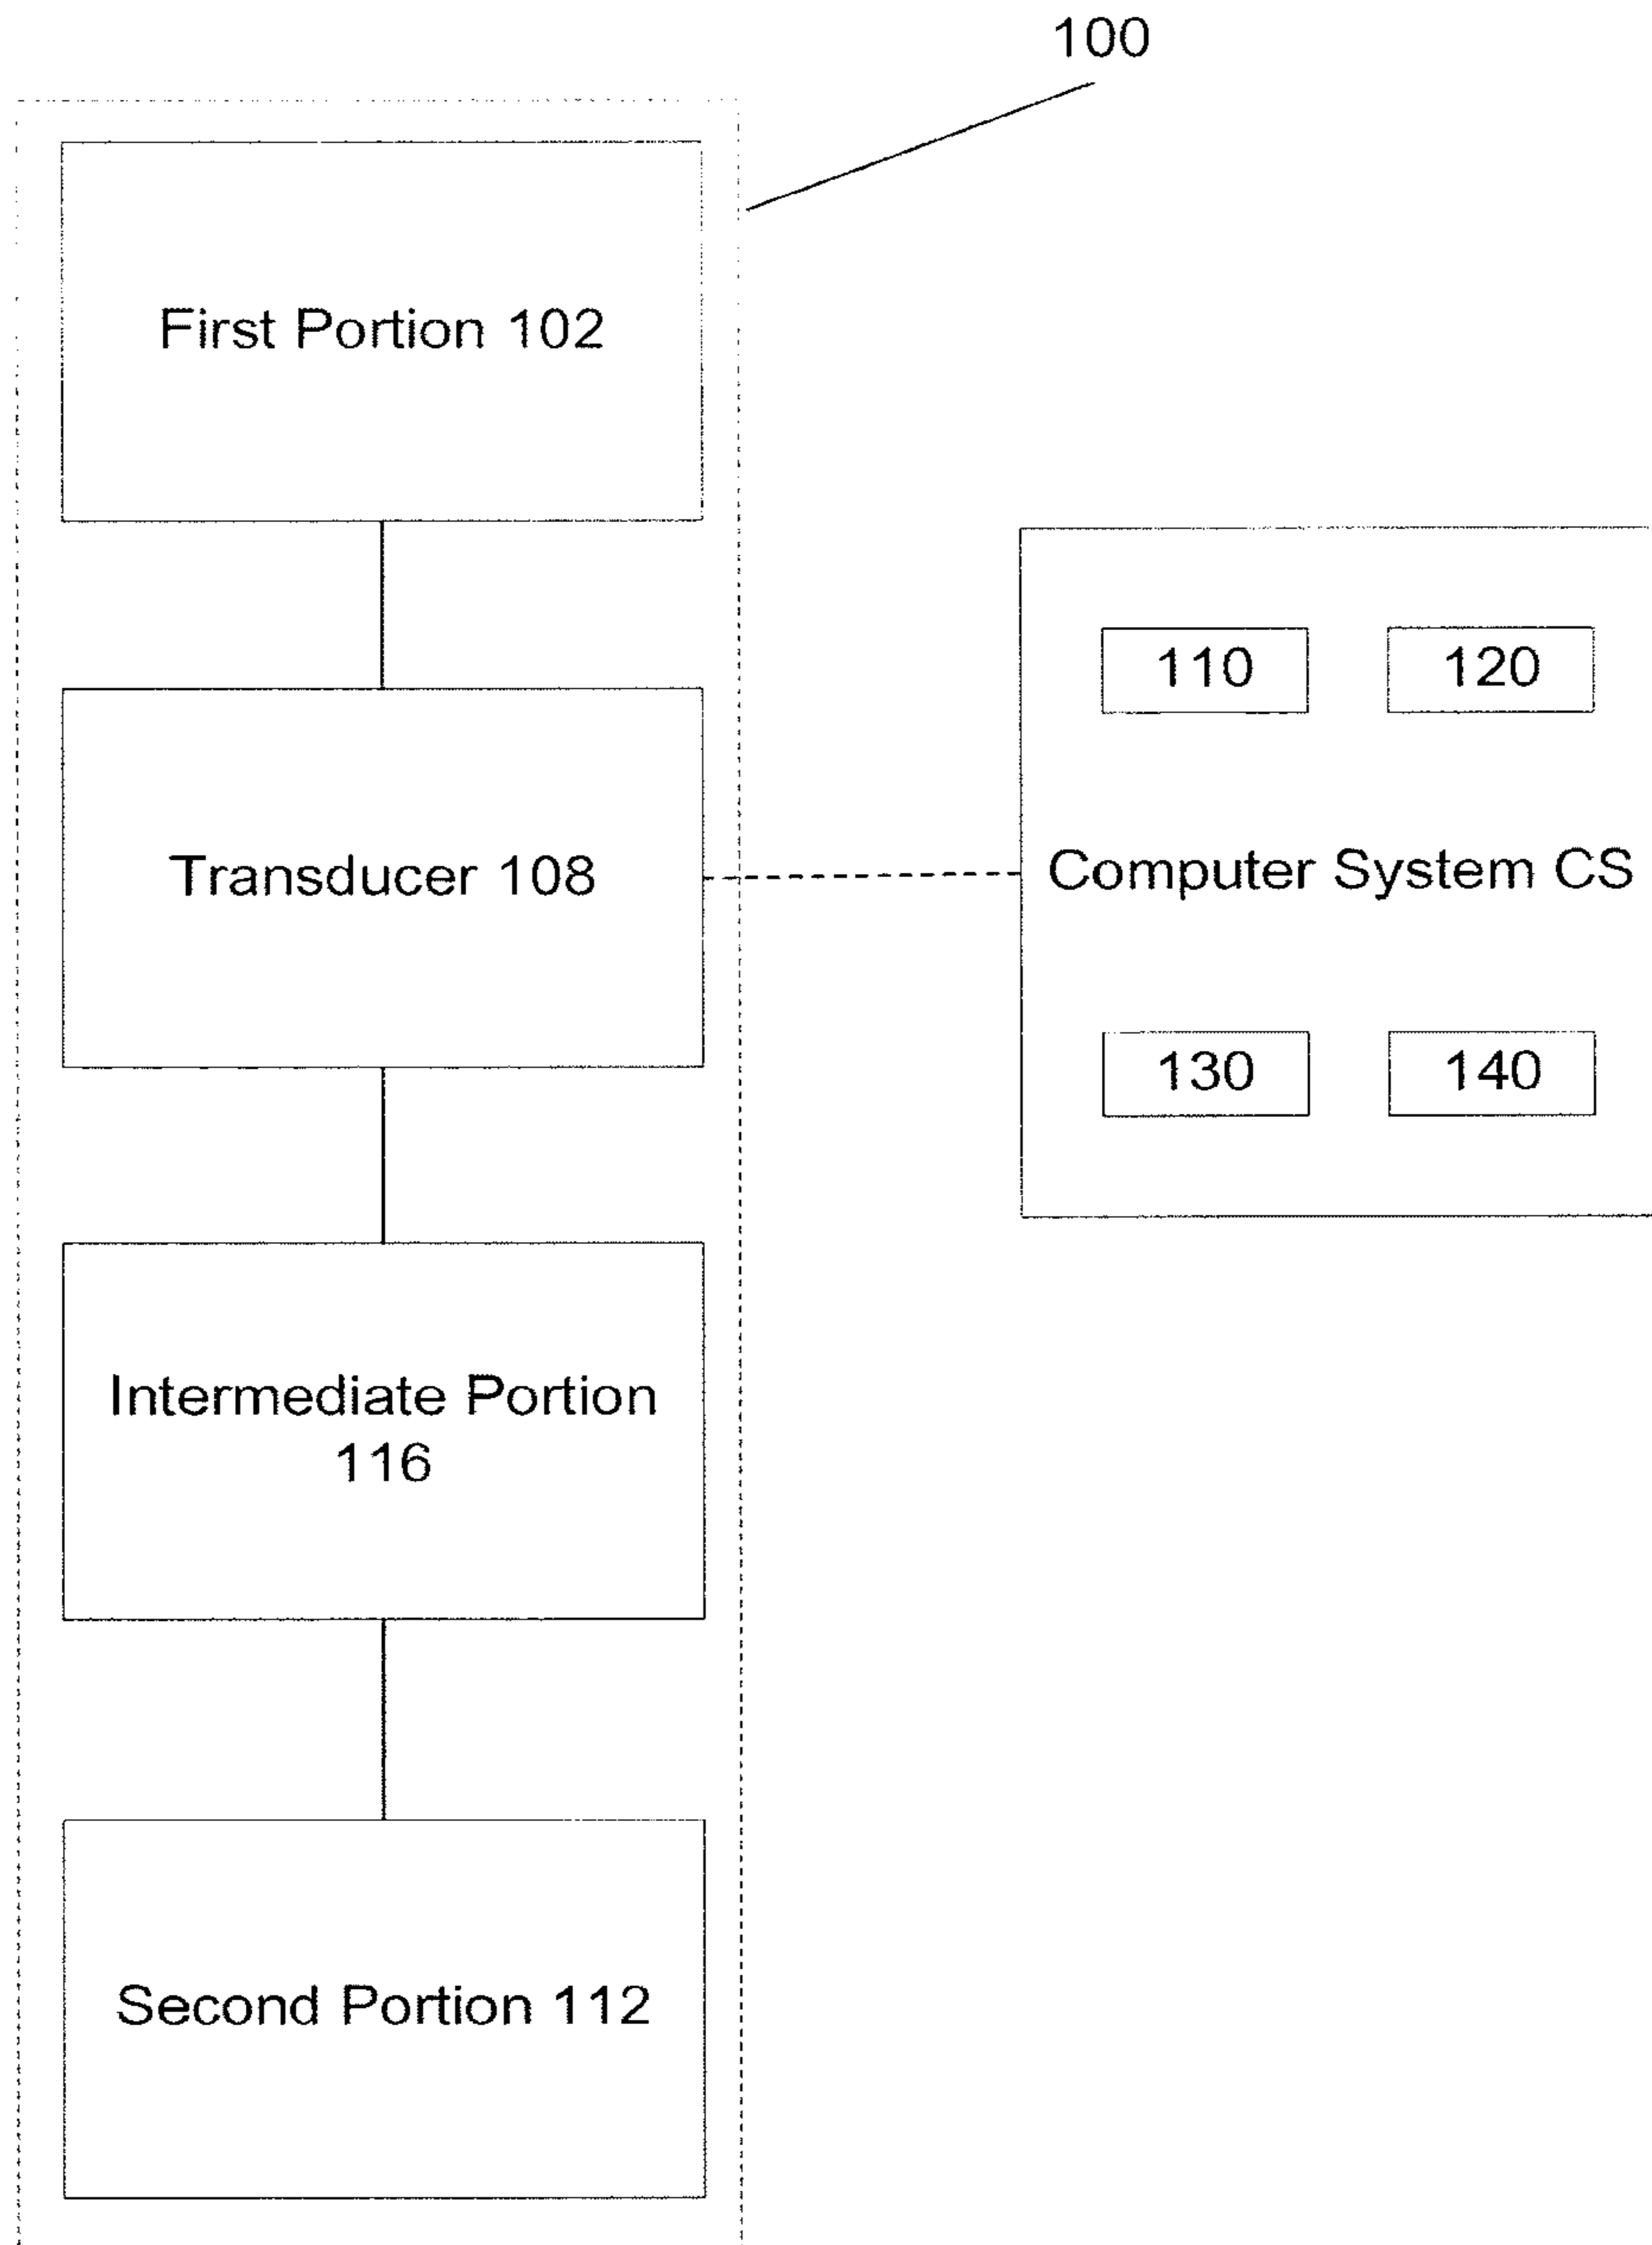 100
First Portion 102
110
120
Transducer 108
Computer System CS
130
140
Intermediate Portion
116
Second Portion 112